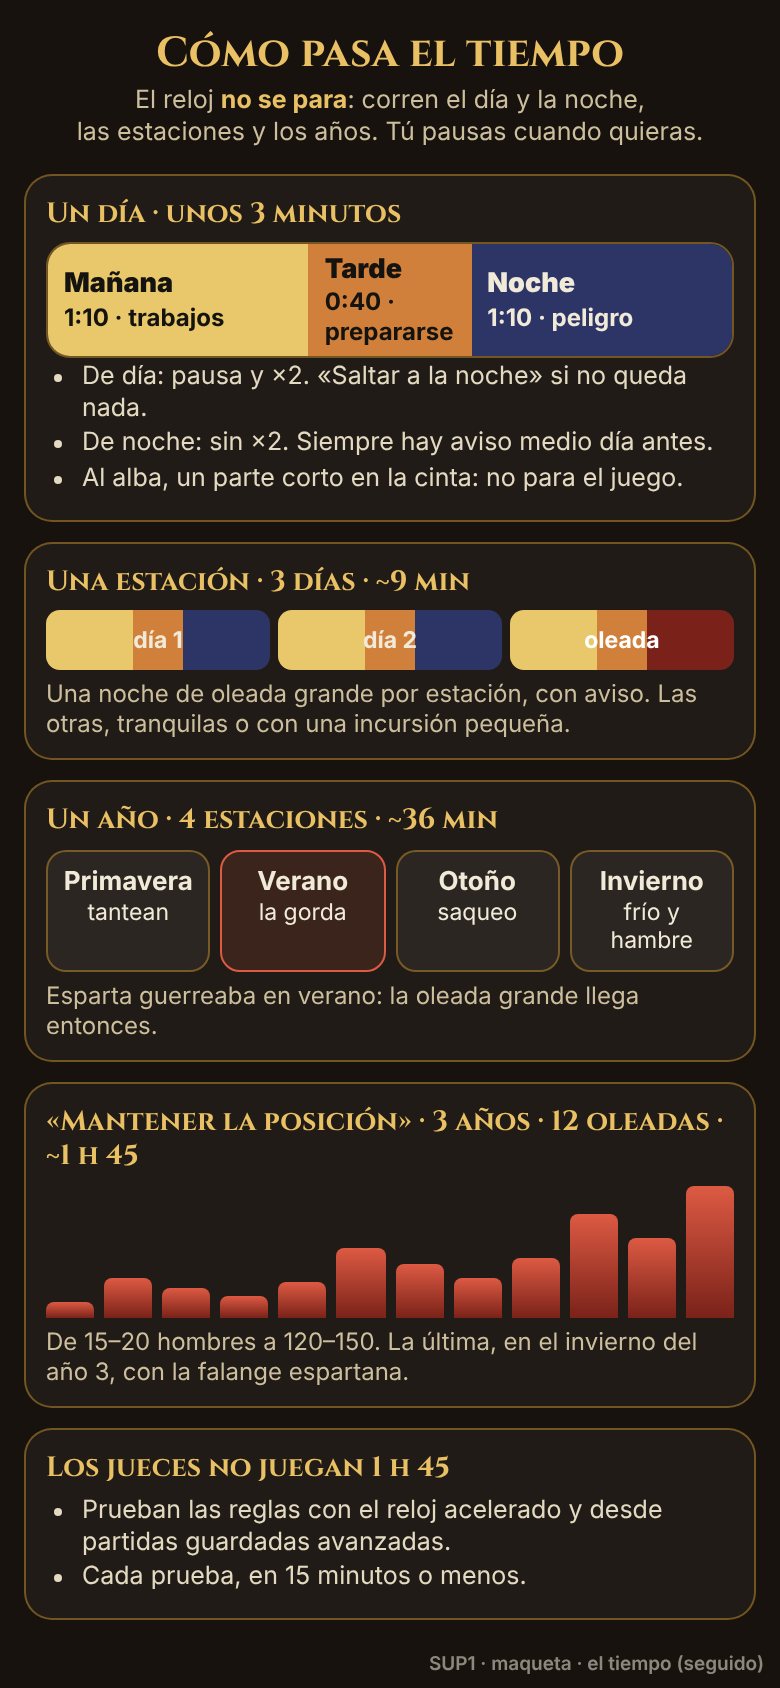 Cómo pasa el tiempo
El reloj no se para: corren el día y la noche,
las estaciones y los años. Tú pausas cuando quieras.
Un día · unos 3 minutos
Mañana
1:10 · trabajos
Tarde
0:40 ·
prepararse
Noche
1:10 · peligro
• De día: pausa y ×2. «Saltar a la noche» si no queda
nada.
• De noche: sin ×2. Siempre hay aviso medio día antes.
• Al alba, un parte corto en la cinta: no para el juego.
Una estación · 3 días · ~9 min
día 1
día 2
oleada
Una noche de oleada grande por estación, con aviso. Las
otras, tranquilas o con una incursión pequeña.
Un año · 4 estaciones · ~36 min
Primavera
tantean
Verano
la gorda
Otoño
saqueo
Invierno
frío y
hambre
Esparta guerreaba en verano: la oleada grande llega
entonces.
«Mantener la posición» · 3 años · 12 oleadas ·
~1 h 45
De 15–20 hombres a 120–150. La última, en el invierno del
año 3, con la falange espartana.
Los jueces no juegan 1 h 45
• Prueban las reglas con el reloj acelerado y desde
partidas guardadas avanzadas.
• Cada prueba, en 15 minutos o menos.
SUP1 · maqueta · el tiempo (seguido)